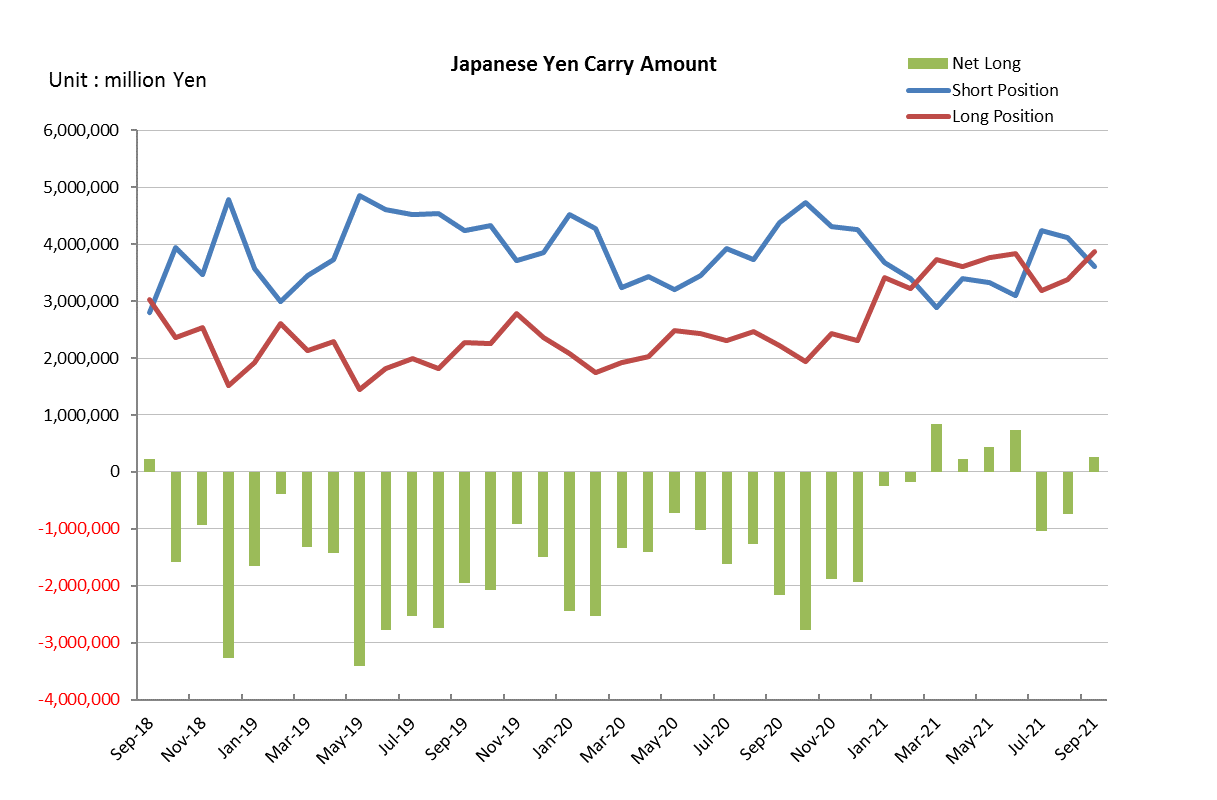 Japanese Yen Carry Amount
Unit : million Yen
Net Long
Short Position
Long Position
6,000,000
5,000,000
4,000,000
3,000,000
2,000,000
1,000,000
0
-1,000,000
-2,000,000
-3,000,000
-4,000,000
Sep-18
Nov-18
Jan-19
Mar-19
May-19
Jul-19
Sep-19
Nov-19
Jan-20
Mar-20
May-20
Jul-20
Sep-20
Nov-20
Jan-21
Mar-21
May-21
Jul-21
Sep-21